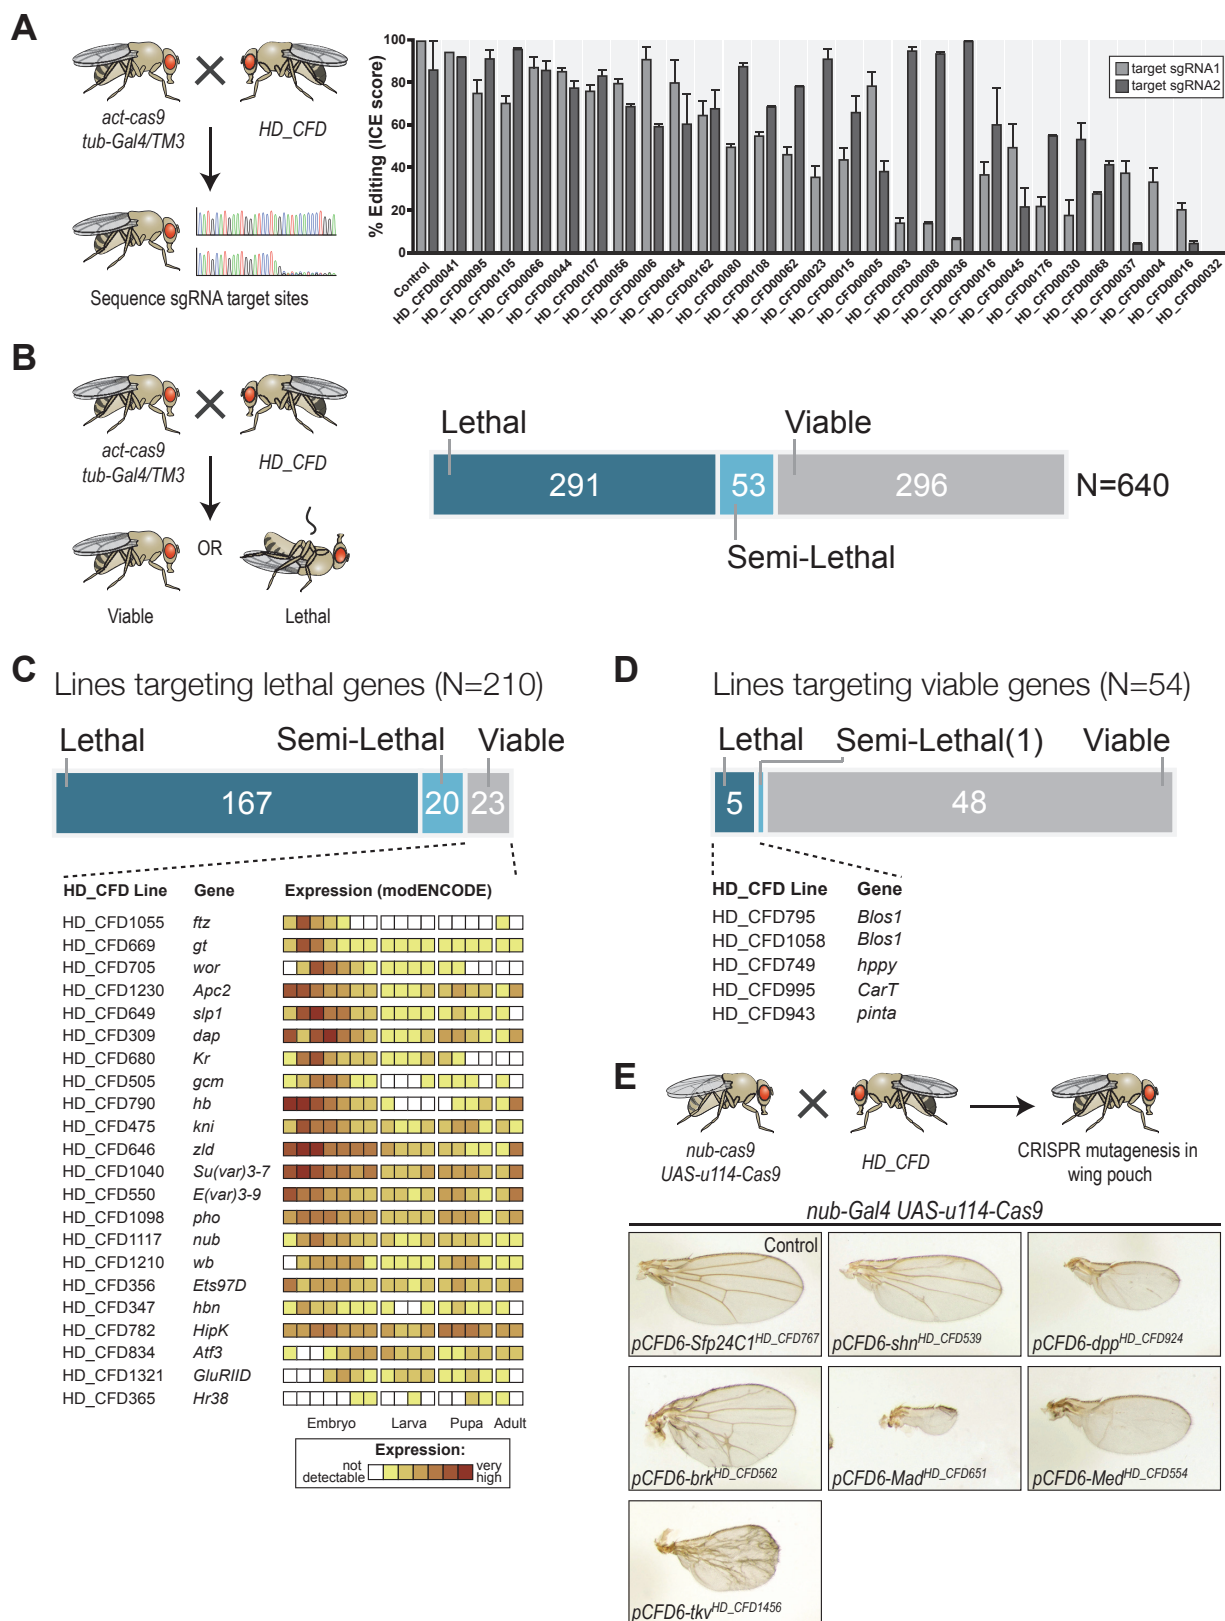 A
act-cas9
tub-Gal4/TM3
HD_CFD
Sequence sgRNA target sites
% Editing (ICE score)
100
80
60
40
20
0
target sgRNA1
target sgRNA2
Control
HD_CFD00041
HD_CFD00095
HD_CFD00105
HD_CFD00066
HD_CFD00044
HD_CFD00107
HD_CFD00056
HD_CFD00006
HD_CFD00054
HD_CFD00162
HD_CFD00080
HD_CFD00108
HD_CFD00062
HD_CFD00023
HD_CFD00015
HD_CFD00005
HD_CFD00093
HD_CFD00008
HD_CFD00036
HD_CFD00016
HD_CFD00045
HD_CFD00176
HD_CFD00030
HD_CFD00068
HD_CFD00037
HD_CFD00004
HD_CFD00016
HD_CFD00032
B
act-cas9
tub-Gal4/TM3
HD_CFD
OR
Viable
Lethal
Lethal
Viable
291
53
296
N=640
Semi-Lethal
C
Lines targeting lethal genes (N=210)
Lethal
Semi-Lethal
Viable
167
20
23
HD_CFD Line Gene Expression (modENCODE)
HD_CFD1055 ftz
HD_CFD669 gt
HD_CFD705 wor
HD_CFD1230 Apc2
HD_CFD649 slp1
HD_CFD309 dap
HD_CFD680 Kr
HD_CFD505 gcm
HD_CFD790 hb
HD_CFD475 kni
HD_CFD646 zld
HD_CFD1040 Su(var)3-7
HD_CFD550 E(var)3-9
HD_CFD1098 pho
HD_CFD1117 nub
HD_CFD1210 wb
HD_CFD356 Ets97D
HD_CFD347 hbn
HD_CFD782 HipK
HD_CFD834 Atf3
HD_CFD1321 GluRIID
HD_CFD365 Hr38
Embryo Larva Pupa Adult
Expression:
not detectable
very high
D
Lines targeting viable genes (N=54)
Lethal
Semi-Lethal(1)
Viable
5
48
HD_CFD Line Gene
HD_CFD795 Blos1
HD_CFD1058 Blos1
HD_CFD749 hppy
HD_CFD995 CarT
HD_CFD943 pinta
E
nub-cas9
UAS-u114-Cas9
HD_CFD
CRISPR mutagenesis in
wing pouch
nub-Gal4 UAS-u114-Cas9
Control
pCFD6-Sfp24C1HD_CFD767
pCFD6-shnHD_CFD539
pCFD6-dppHD_CFD924
pCFD6-brkHD_CFD562
pCFD6-MadHD_CFD651
pCFD6-MedHD_CFD554
pCFD6-tkvHD_CFD1456